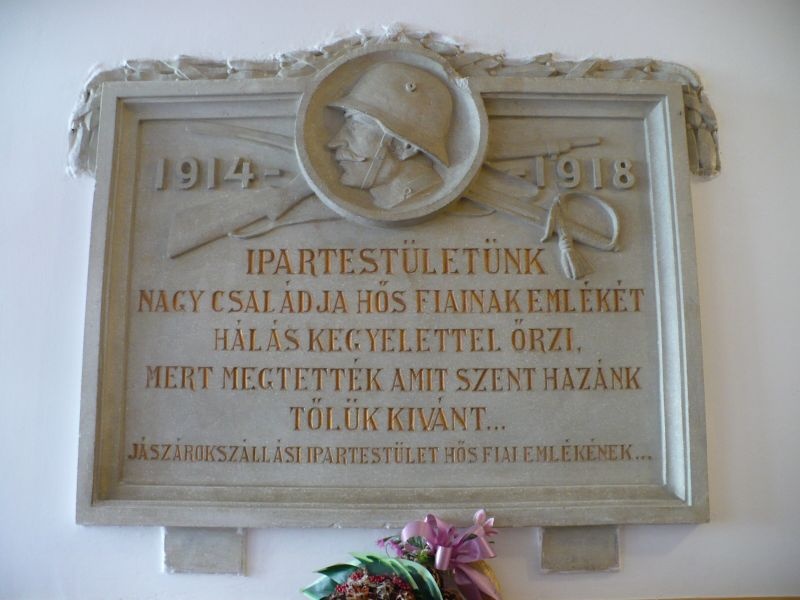 1914- -1918
IPARTESTÜLETÜNK
NAGY CSALÁDJA HŐS FIAINAK EMLÉKÉT
HÁLÁS KEGYELETTEL ŐRZI,
MERT MEGTETTÉK AMIT SZENT HAZÁNK
TŐLÜK KIVÁNT...
JÁSZÁROKSZÁLLÁSI IPARTESTÜLET HŐS FIAI EMLÉKÉNEK...